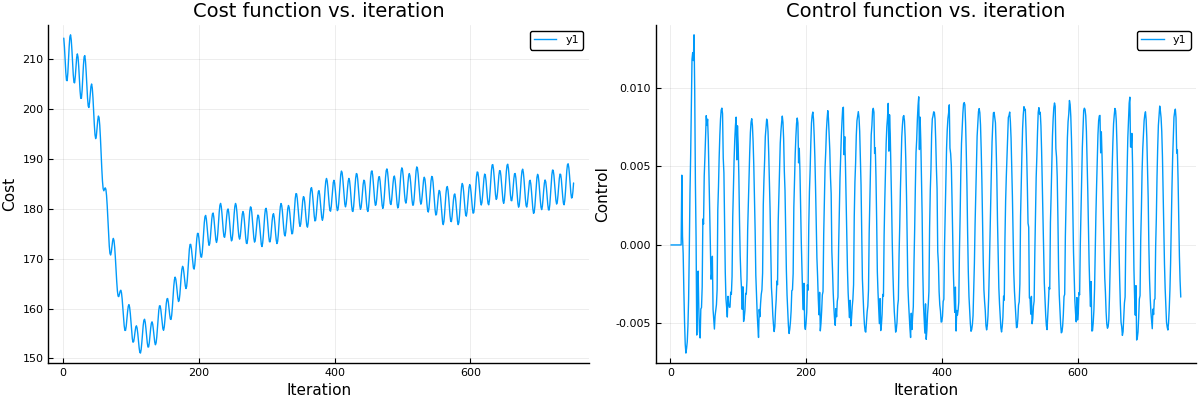 Cost function vs. iteration
y1
210
200
190
180
170
160
150
Cost
0
200
400
600
Iteration
Control function vs. iteration
y1
0.010
0.005
0.000
-0.005
Control
0
200
400
600
Iteration